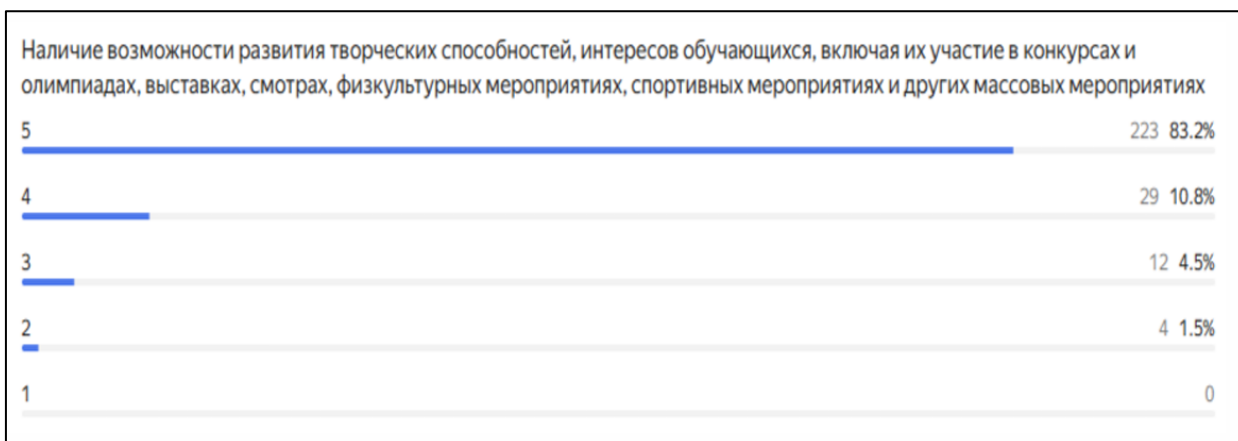 Наличие возможности развития творческих способностей, интересов обучающихся, включая их участие в конкурсах и
олимпиадах, выставках, смотрах, физкультурных мероприятиях, спортивных мероприятиях и других массовых мероприятиях
5 223 83.2%
4 29 10.8%
3 12 4.5%
2 4 1.5%
1 0